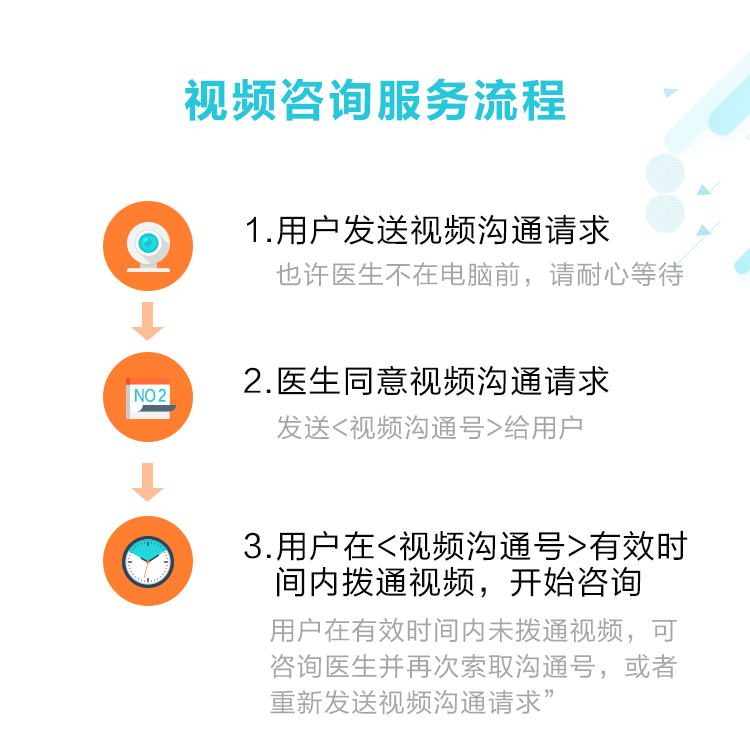 视频咨询服务流程
1.用户发送视频沟通请求
也许医生不在电脑前，请耐心等待
NO2
2.医生同意视频沟通请求
发送<视频沟通号>给用户
3.用户在<视频沟通号>有效时
间内拨通视频，开始咨询
用户在有效时间内未拨通视频，可
咨询医生并再次索取沟通号，或者
重新发送视频沟通请求”